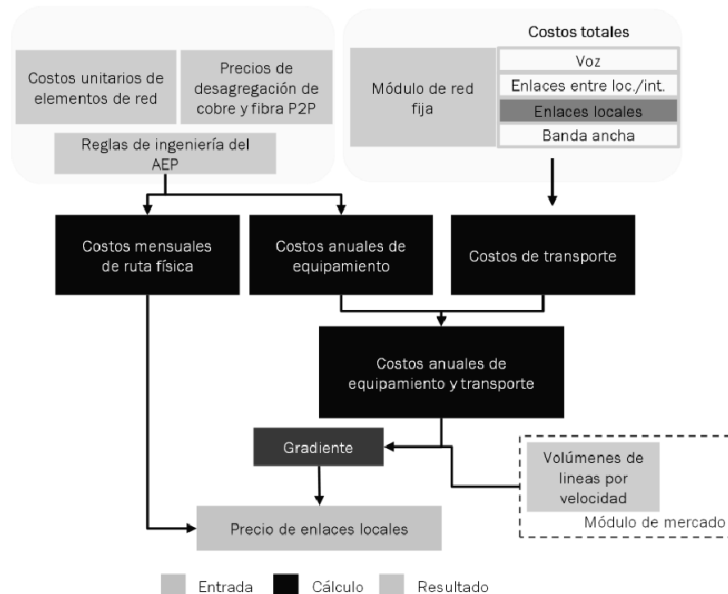 Costos totales
Costos unitarios de
elementos de red
Precios de
desagregación de
cobre y fibra P2P
Reglas de ingeniería del
AEP
Módulo de red
fija
Voz
Enlaces entre loc./int.
Enlaces locales
Banda ancha
Costos mensuales
de ruta física
Costos anuales de
equipamiento
Costos de transporte
Costos anuales de
equipamiento y transporte
Gradiente
Volúmenes de
lineas por
velocidad
Módulo de mercado
Precio de enlaces locales
Entrada
Cálculo
Resultado